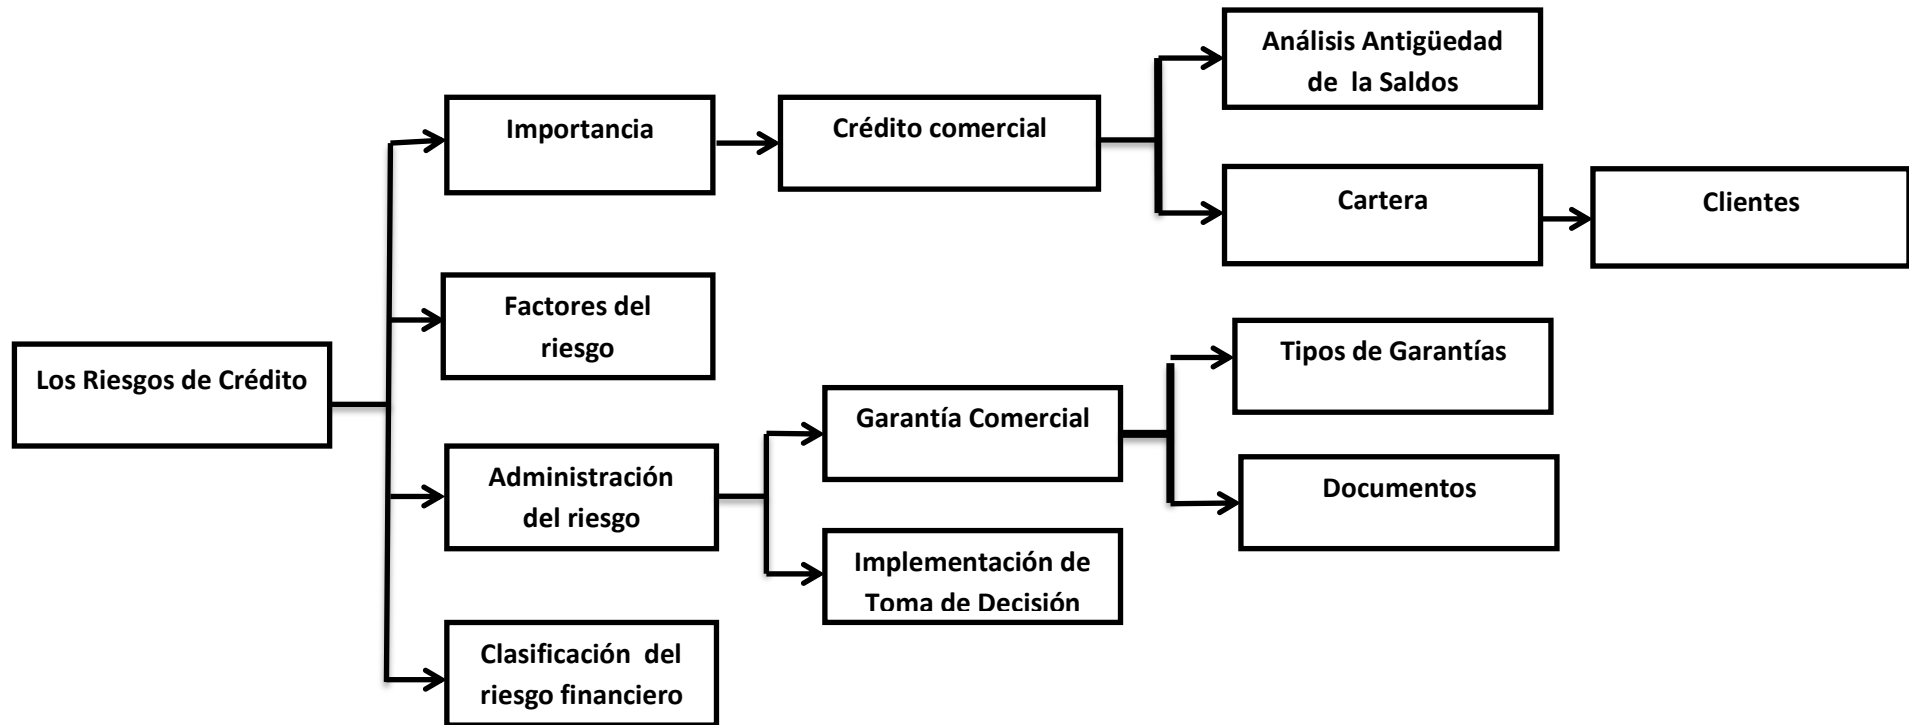 Análisis Antigüedad
de la Saldos
Importancia
Crédito comercial
Cartera
Clientes
Factores del
riesgo
Tipos de Garantías
Los Riesgos de Crédito
Garantía Comercial
Administración
del riesgo
Documentos
Implementación de
Toma de Decisión
Clasificación del
riesgo financiero